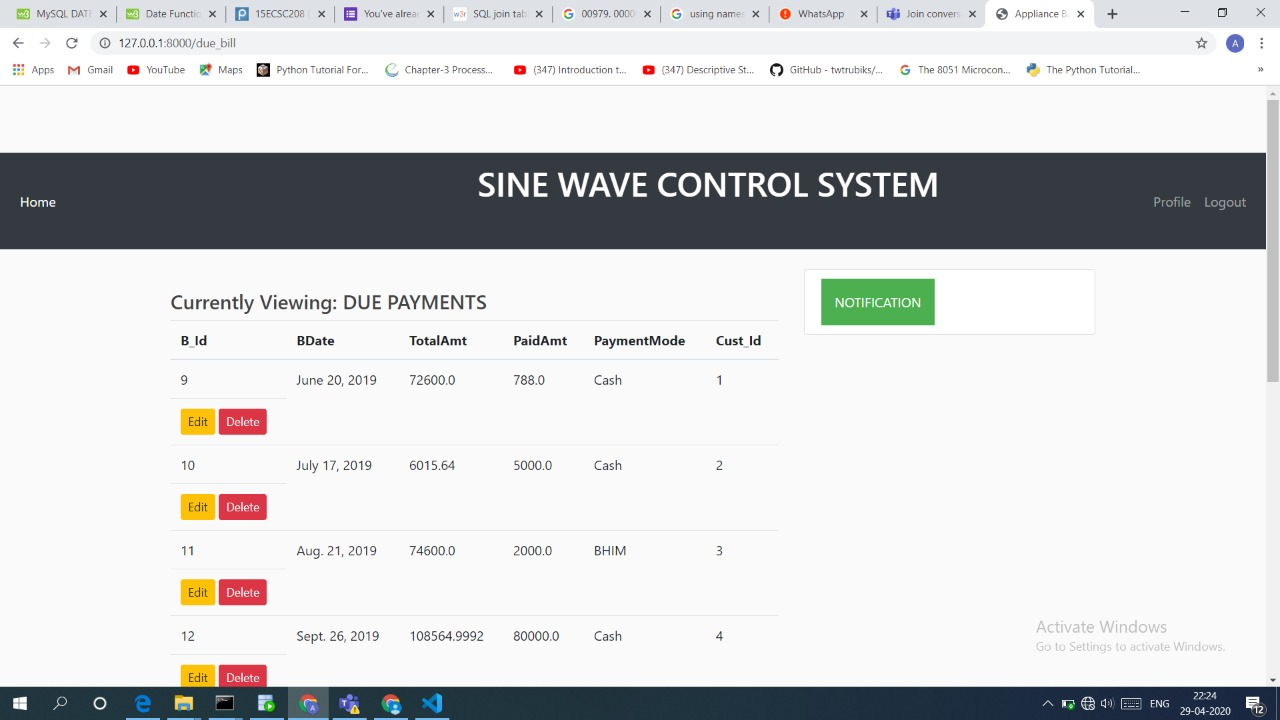 MySQL DATE
Date Functio
15ECSC208 (
You've alrea
SQL join tab
00979. 0000
using names
WhatsApp
Join convers
Appliance B
127.0.0.1:8000/due_bill
A
Apps
Gmail
YouTube
Maps
Python Tutorial For...
Chapter-3 Process...
(347) Introduction t...
(347) Descriptive St...
GitHub - twtrubiks/...
The 8051 Microcon...
The Python Tutorial...
»
Home
SINE WAVE CONTROL SYSTEM
Profile Logout
Currently Viewing: DUE PAYMENTS
NOTIFICATION
B_Id BDate TotalAmt PaidAmt PaymentMode Cust_Id
9 June 20, 2019 72600.0 788.0 Cash 1
Edit Delete
10 July 17, 2019 6015.64 5000.0 Cash 2
Edit Delete
11 Aug. 21, 2019 74600.0 2000.0 BHIM 3
Edit Delete
12 Sept. 26, 2019 108564.9992 80000.0 Cash 4
Edit Delete
Activate Windows
Go to Settings to activate Windows.
ENG
22:24
29-04-2020
12